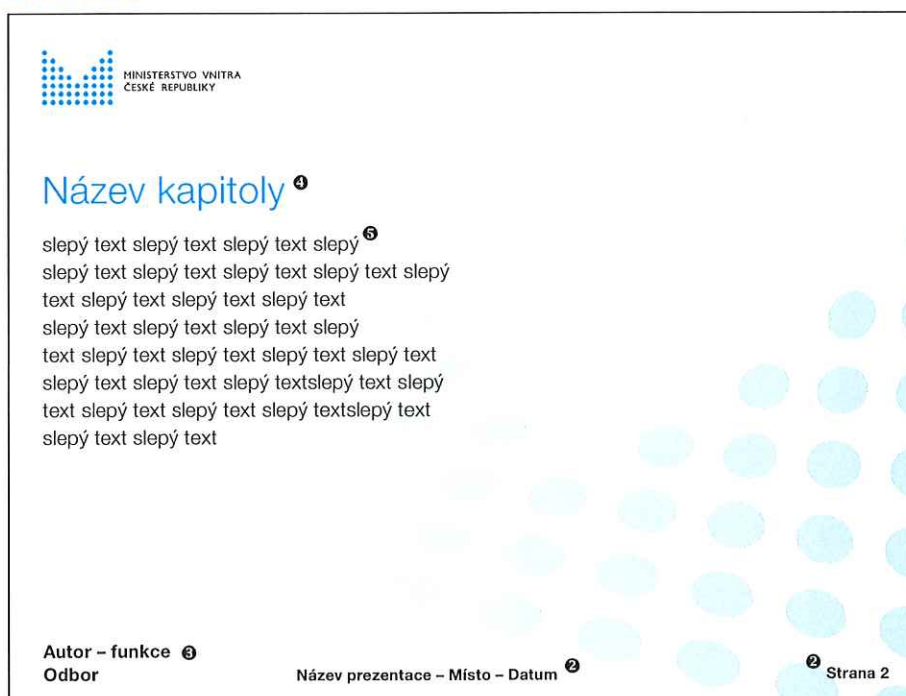 MINISTERSTVO VNITRA
ČESKÉ REPUBLIKY
Název kapitoly ❹
slepý text slepý text slepý text slepý ❺
slepý text slepý text slepý text slepý text slepý
text slepý text slepý text slepý text
slepý text slepý text slepý text slepý
text slepý text slepý text slepý text slepý text
slepý text slepý text slepý textslepý text slepý
text slepý text slepý text slepý textslepý text
slepý text slepý text
Autor – funkce ❸
Odbor
Název prezentace – Místo – Datum ❷
❷ Strana 2